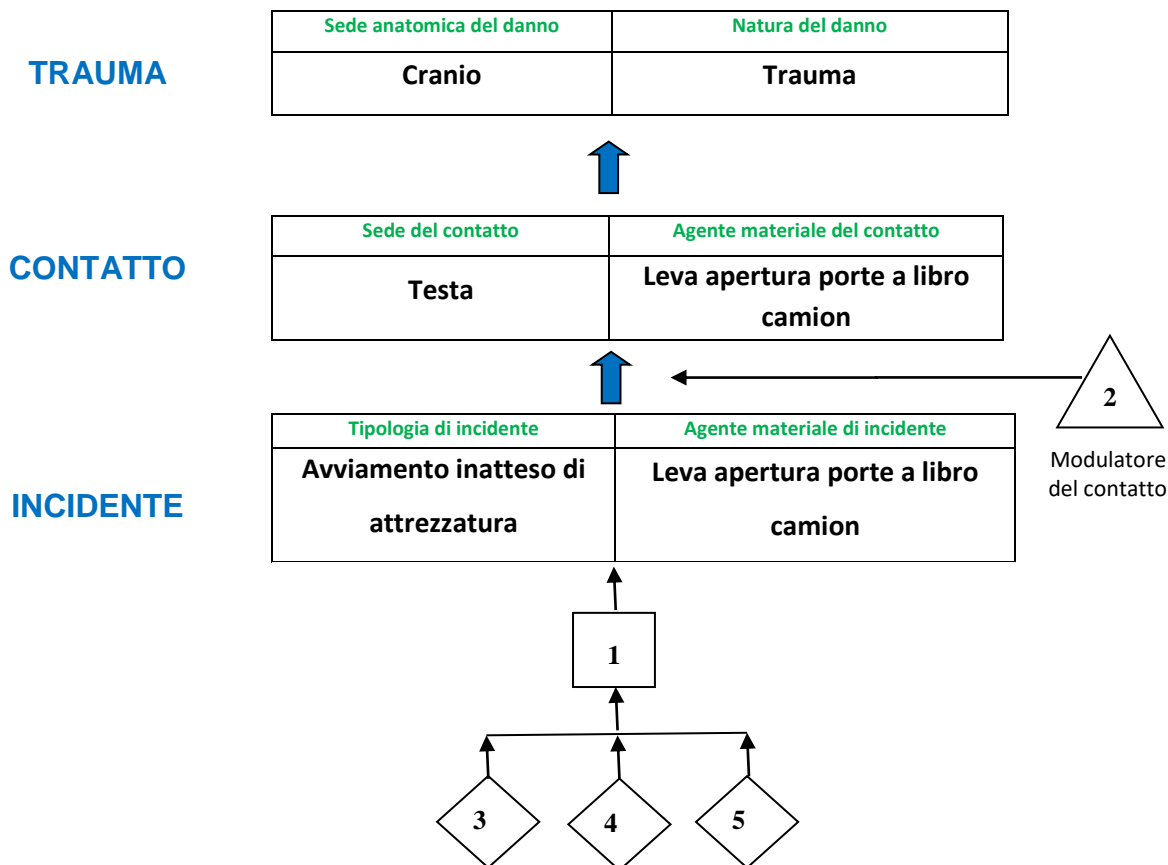 Sede anatomica del danno Natura del danno
TRAUMA
Cranio Trauma
Sede del contatto Agente materiale del contatto
CONTATTO
Testa
Leva apertura porte a libro
camion
2
Modulatore
del contatto
Tipologia di incidente Agente materiale di incidente
INCIDENTE
Avviamento inatteso di
attrezzatura
Leva apertura porte a libro
camion
1
3 4 5